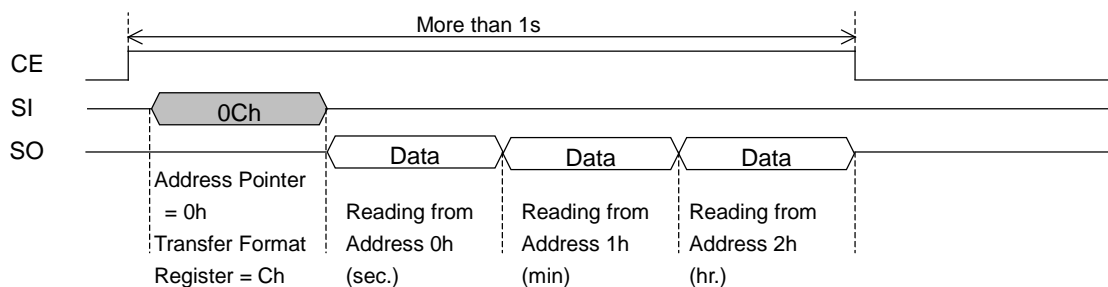 More than 1s
CE
SI
0Ch
SO
Data
Data
Data
Address Pointer
= 0h
Transfer Format
Register = Ch
Reading from
Address 0h
(sec.)
Reading from
Address 1h
(min)
Reading from
Address 2h
(hr.)